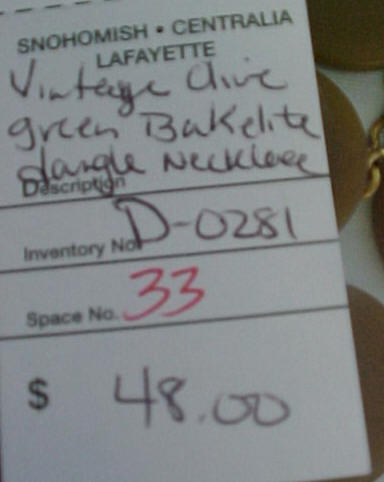 SNOHOMISH • CENTRALIA
LAFAYETTE
Vintage Olive
green Bakelite
dangle Necklace
Description
Inventory No. D-0281
Space No. 33
$ 48.00